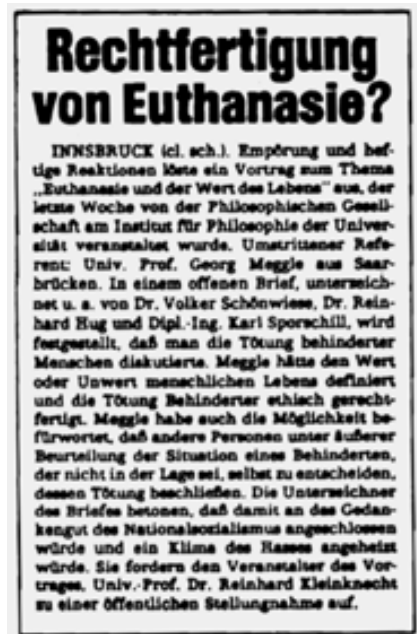 Rechtfertigung
von Euthanasie?
INNSBRUCK (cl. sch.). Empörung und hef-
tige Reaktionen löste ein Vortrag zum Thema
„Euthanasie und der Wert des Lebens“ aus, der
letzte Woche von der Philosophischen Gesell-
schaft am Institut für Philosophie der Univer-
sität veranstaltet wurde. Umstrittener Refe-
rent: Univ. Prof. Georg Meggle aus Saar-
brücken. In einem offenen Brief, unterzeich-
net u. a. von Dr. Volker Schönwiese, Dr. Rein-
hard Hug und Dipl.-Ing. Karl Sporschill, wird
festgestellt, daß man die Tötung behinderter
Menschen diskutierte. Meggle hätte den Wert
oder Unwert menschlichen Lebens definiert
und die Tötung Behinderter ethisch gerecht-
fertigt. Meggle habe auch die Möglichkeit be-
fürwortet, daß andere Personen unter äußerer
Beurteilung der Situation eines Behinderten,
der nicht in der Lage sei, selbst zu entscheiden,
dessen Tötung beschließen. Die Unterzeichner
des Briefes betonen, daß damit an das Gedan-
kengut des Nationalsozialismus angeschlossen
würde und ein Klima des Hasses angeheizt
würde. Sie fordern den Veranstalter des Vor-
trages, Univ.-Prof. Dr. Reinhard Kleinknecht
zu einer öffentlichen Stellungnahme auf.